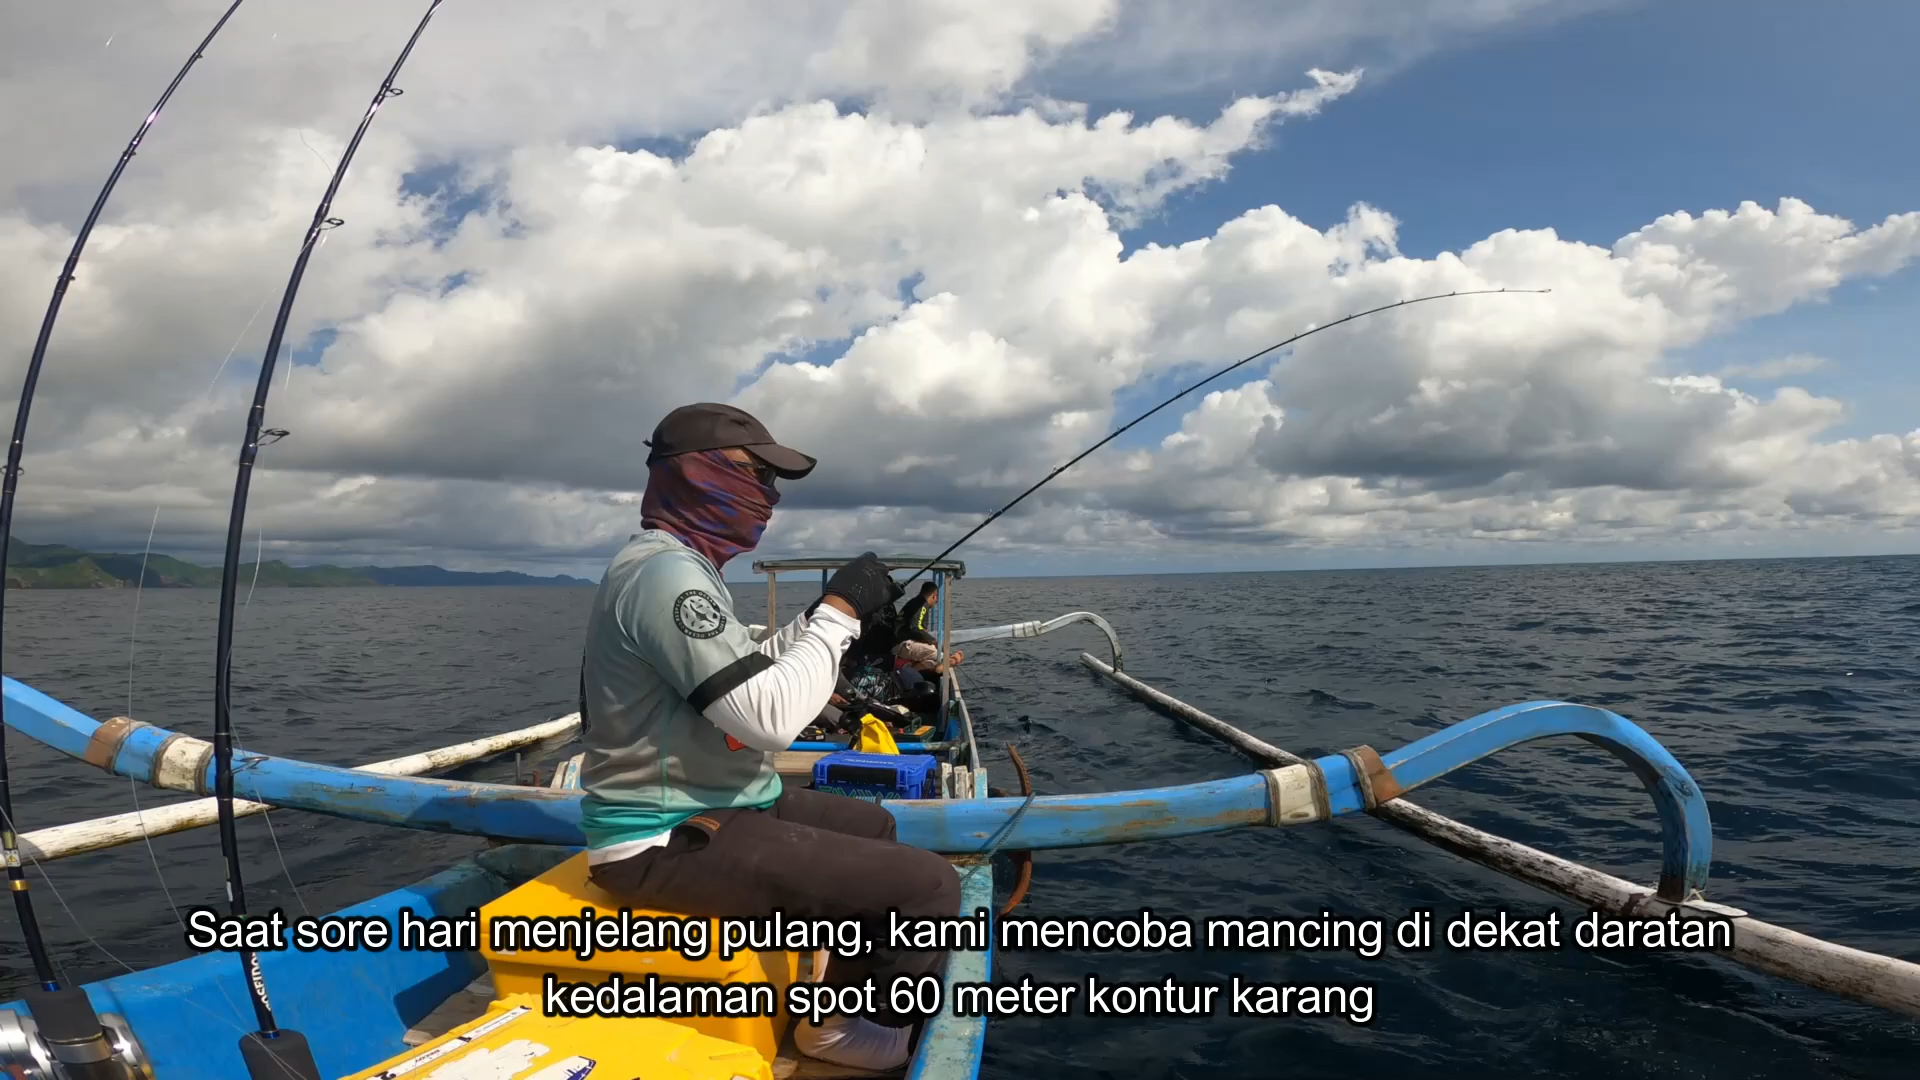 Saat sore hari menjelang pulang, kami mencoba mancing di dekat daratan
kedalaman spot 60 meter kontur karang